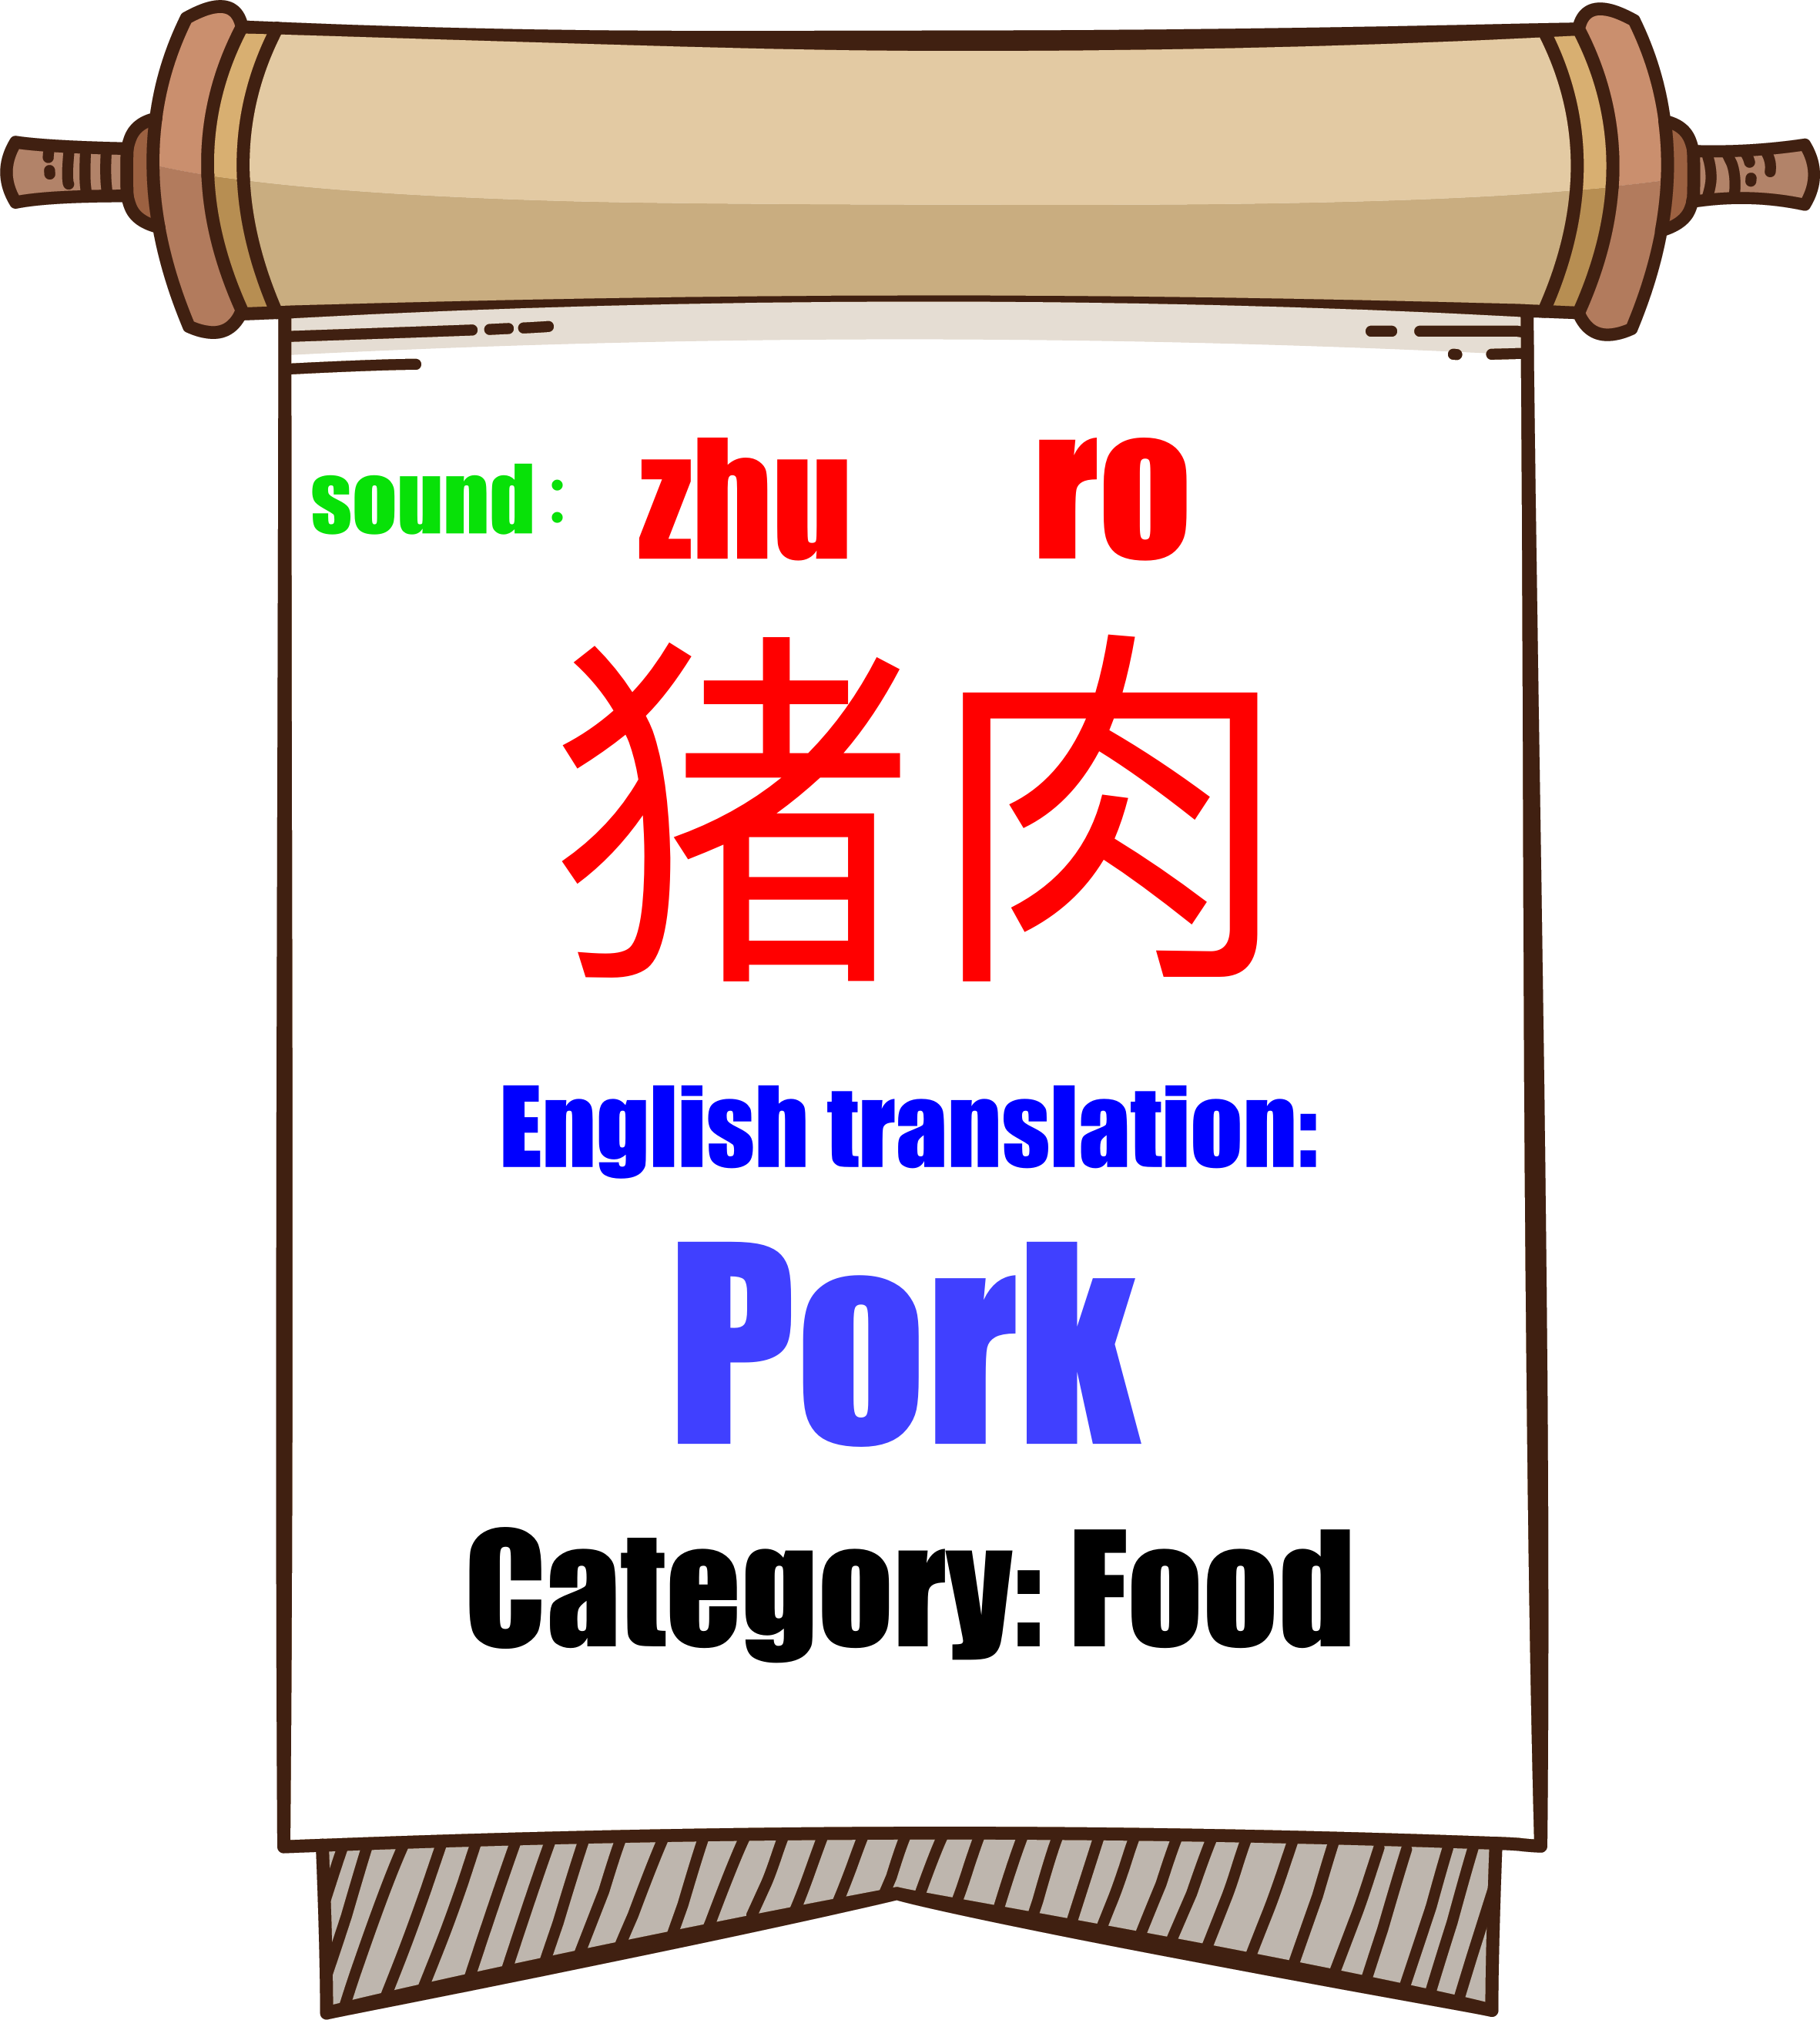 sound : zhu ro
猪肉
English translation:
Pork
Category: Food